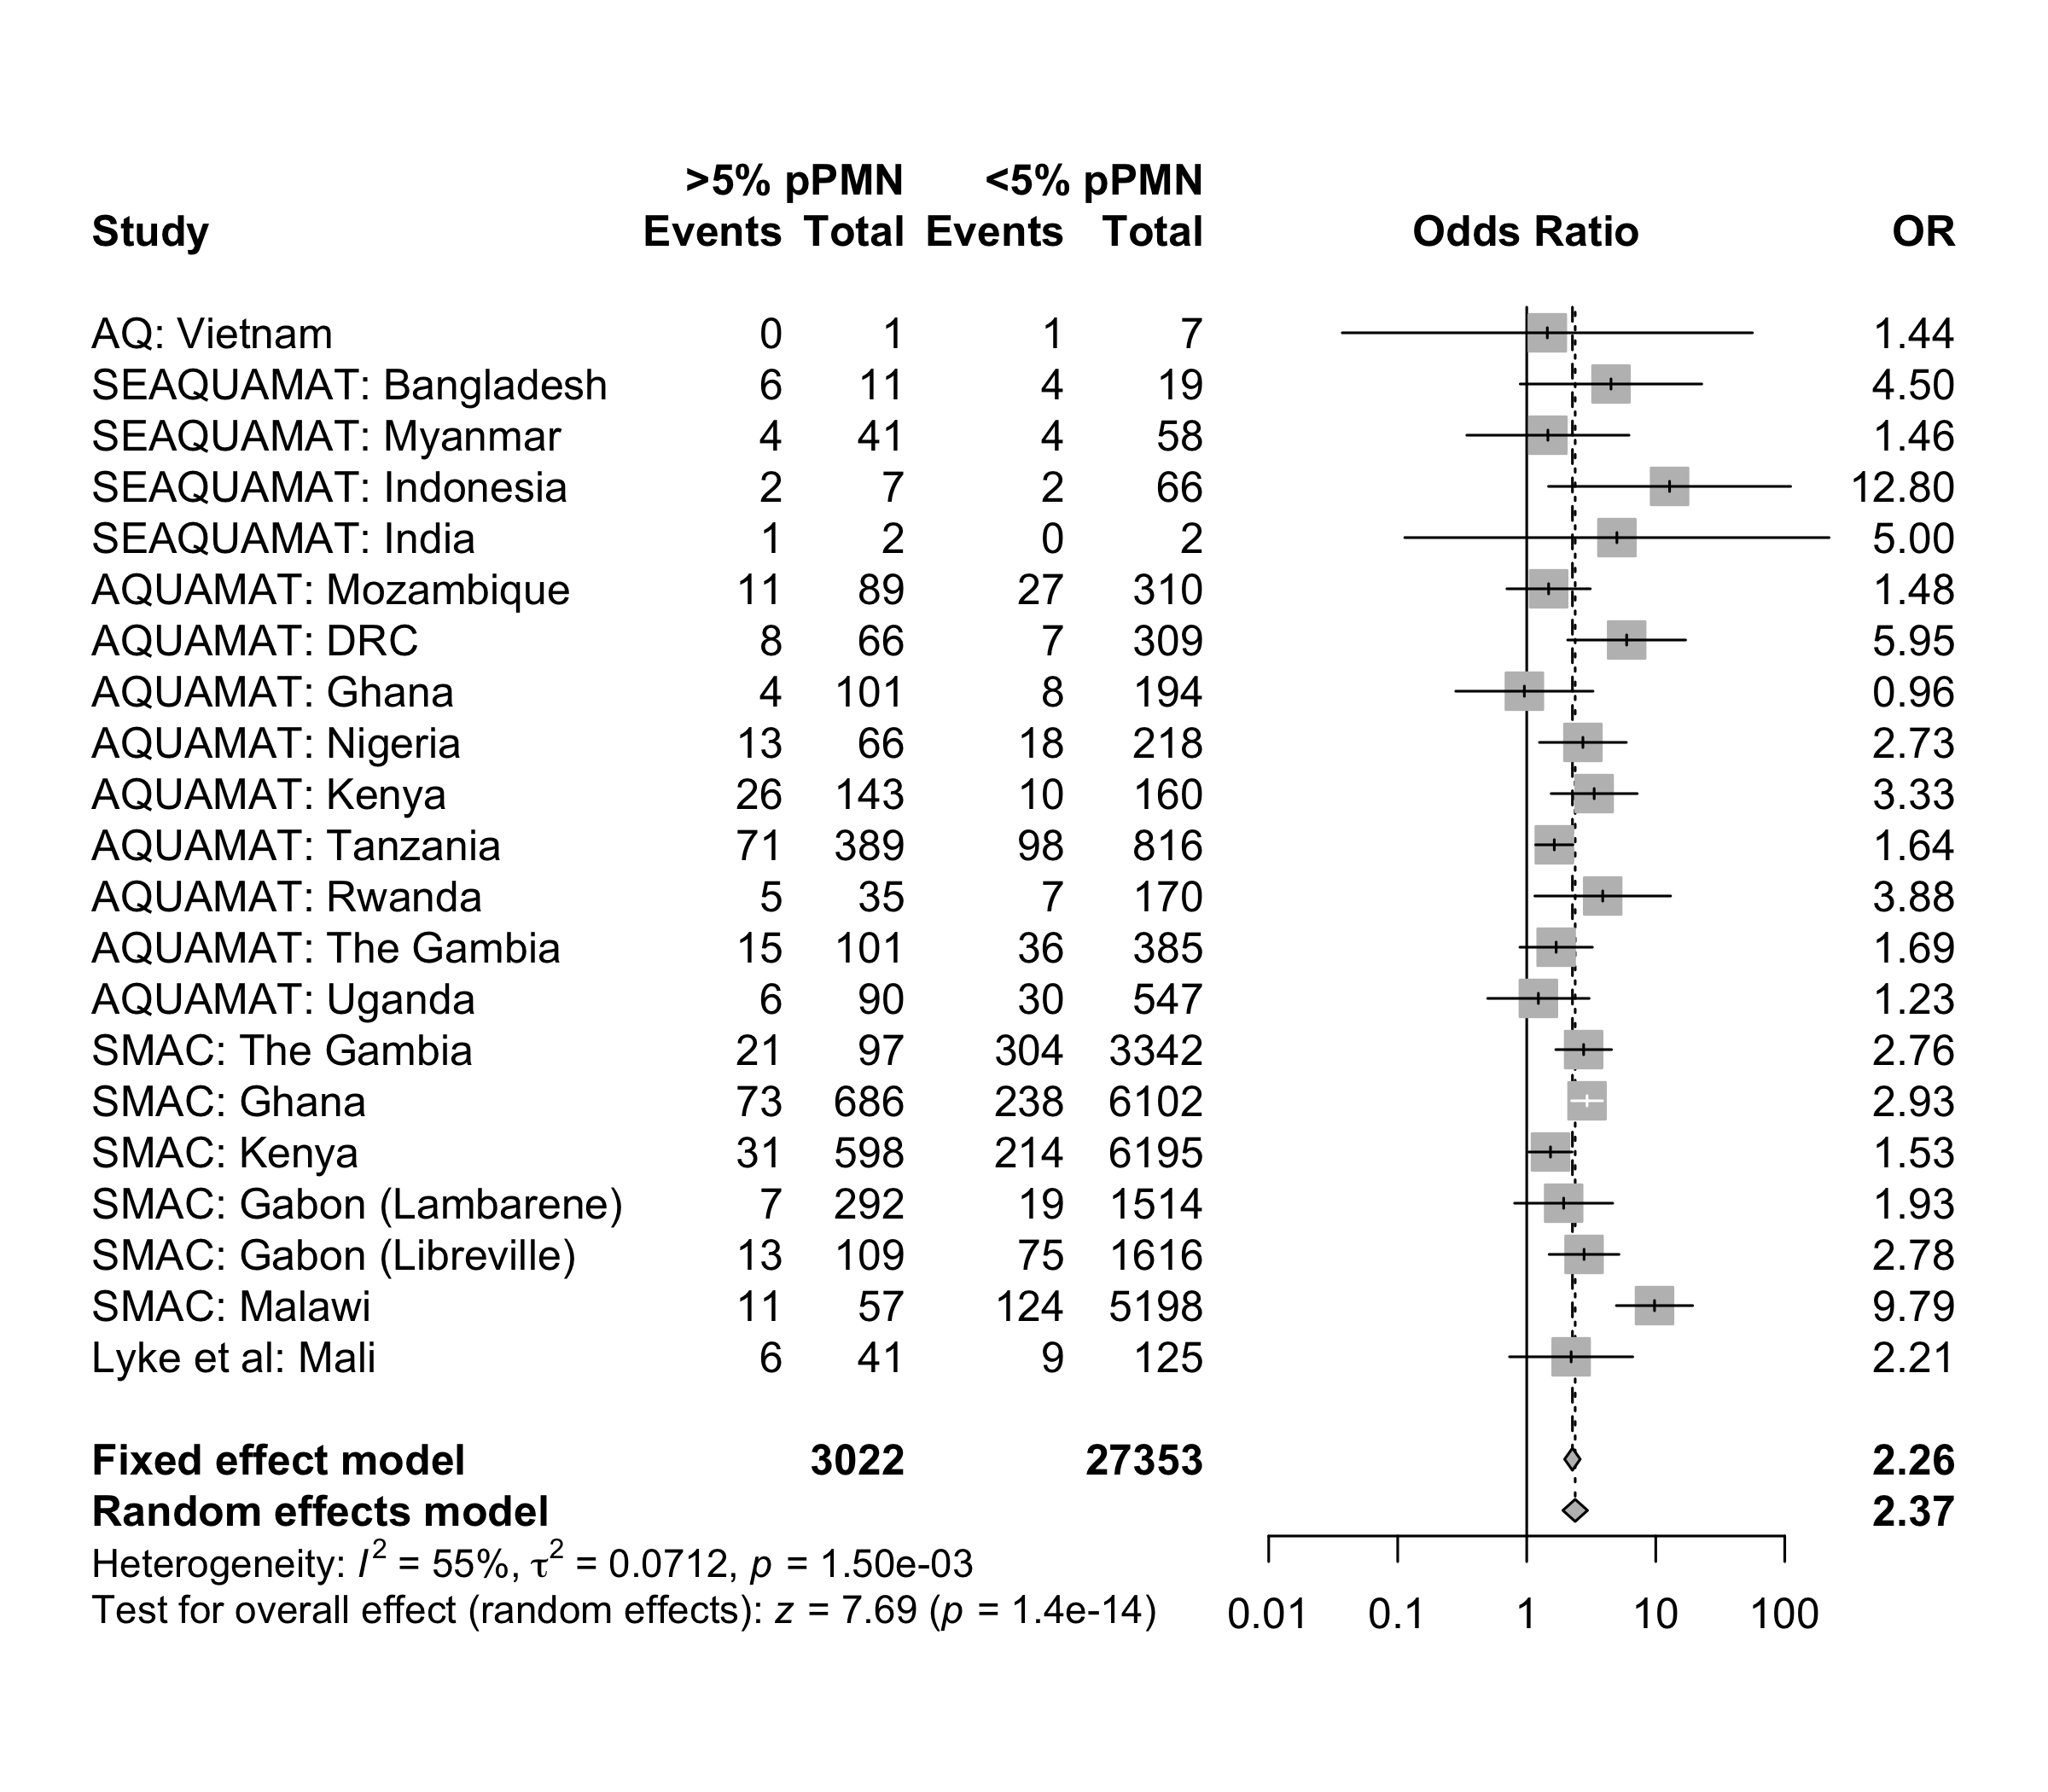 >5% pPMN <5% pPMN
Study Events Total Events Total Odds Ratio OR
AQ: Vietnam 0 1 1 7 1.44
SEAQUAMAT: Bangladesh 6 11 4 19 4.50
SEAQUAMAT: Myanmar 4 41 4 58 1.46
SEAQUAMAT: Indonesia 2 7 2 66 12.80
SEAQUAMAT: India 1 2 0 2 5.00
AQUAMAT: Mozambique 11 89 27 310 1.48
AQUAMAT: DRC 8 66 7 309 5.95
AQUAMAT: Ghana 4 101 8 194 0.96
AQUAMAT: Nigeria 13 66 18 218 2.73
AQUAMAT: Kenya 26 143 10 160 3.33
AQUAMAT: Tanzania 71 389 98 816 1.64
AQUAMAT: Rwanda 5 35 7 170 3.88
AQUAMAT: The Gambia 15 101 36 385 1.69
AQUAMAT: Uganda 6 90 30 547 1.23
SMAC: The Gambia 21 97 304 3342 2.76
SMAC: Ghana 73 686 238 6102 2.93
SMAC: Kenya 31 598 214 6195 1.53
SMAC: Gabon (Lambarene) 7 292 19 1514 1.93
SMAC: Gabon (Libreville) 13 109 75 1616 2.78
SMAC: Malawi 11 57 124 5198 9.79
Lyke et al: Mali 6 41 9 125 2.21
Fixed effect model 3022 27353 2.26
Random effects model 2.37
Heterogeneity: I² = 55%, τ² = 0.0712, p = 1.50e-03
Test for overall effect (random effects): z = 7.69 (p = 1.4e-14)
0.01 0.1 1 10 100